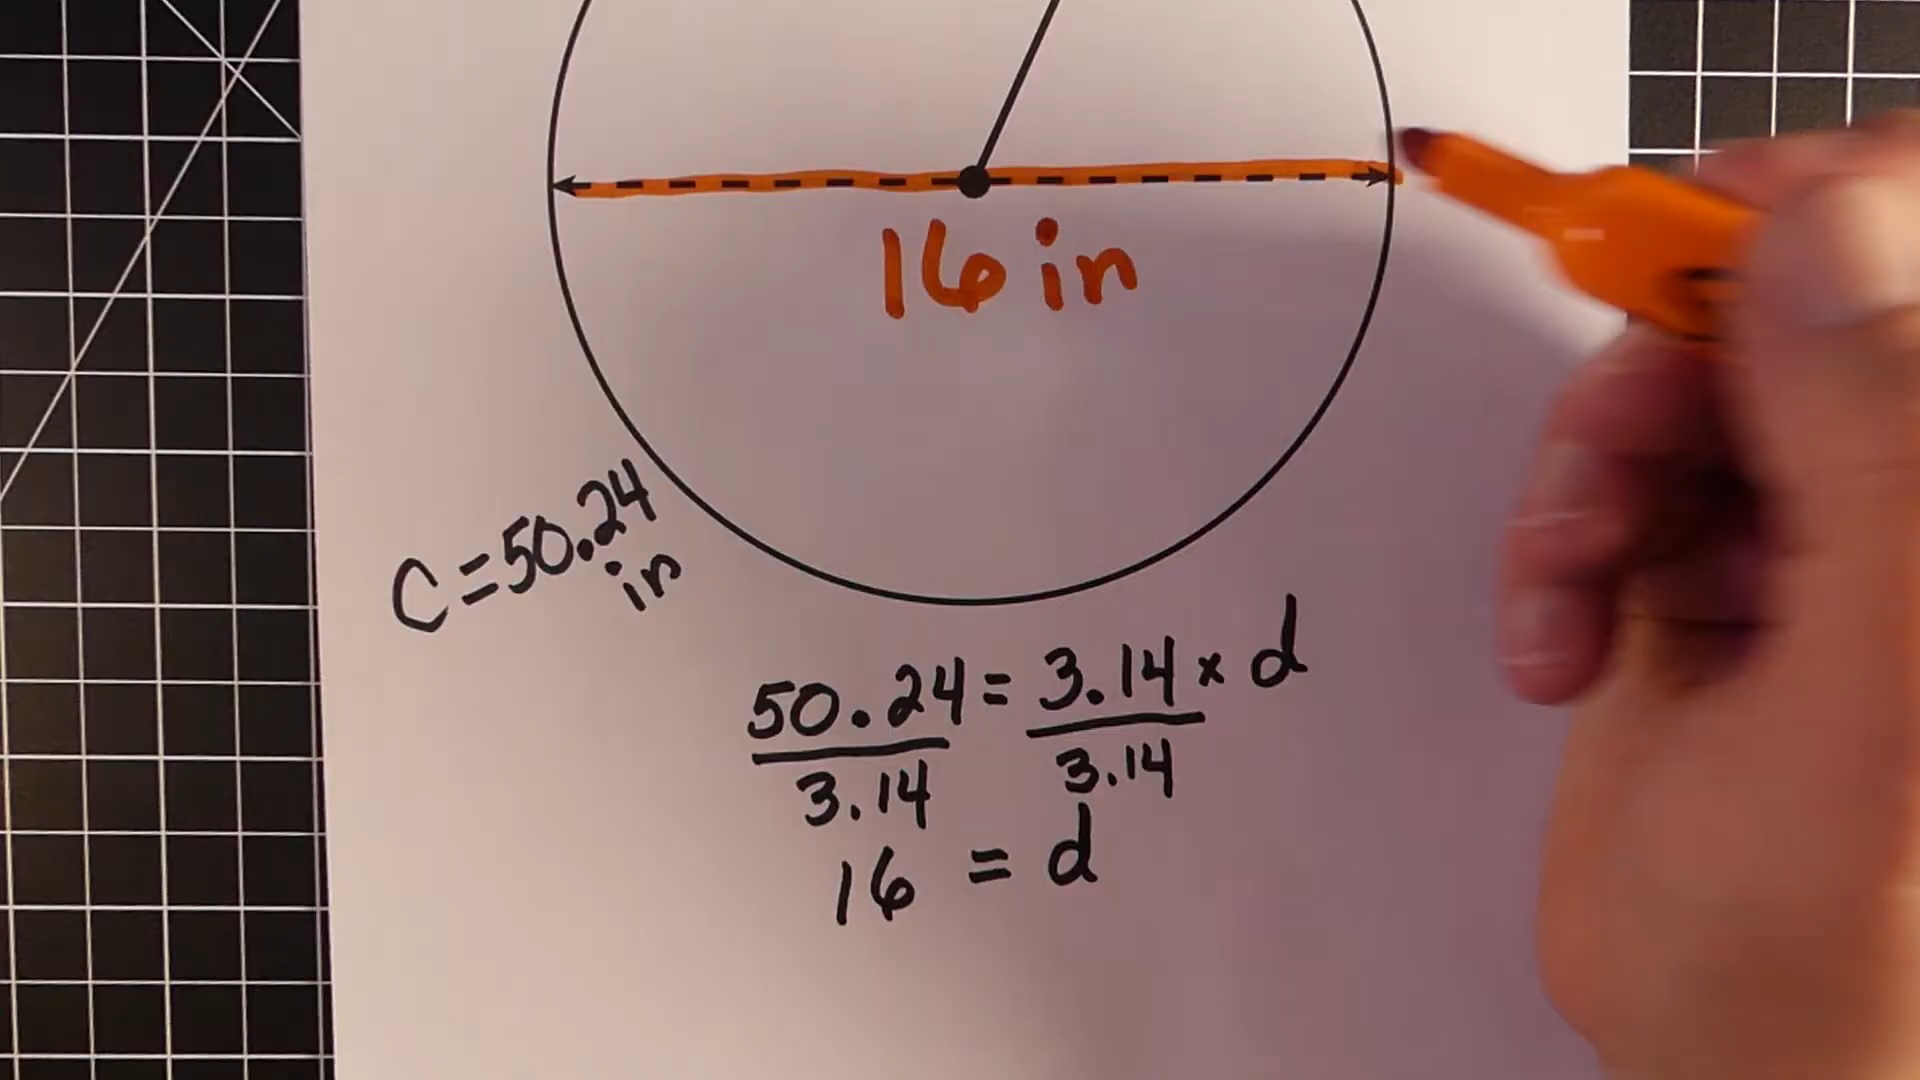 16 in
C=50.24
in
50.24 = 3.14 × d
3.14 3.14
16 = d